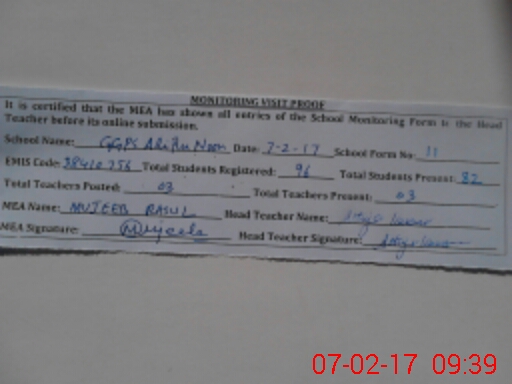 MONITORING VISIT PROOF
It is certified that the MEA has shown all entries of the School Monitoring Form to the Head
Teacher before its online submission.
School Name: GGPS Date: 7-2-17 School Form No. 11
EMIS Code: 38410756 Total Students Registered: 96 Total Students Present: 82
Total Teachers Posted: 03 Total Teachers Present: 03
MEA Name: MUJEEB RASUL Head Teacher Name:
MEA Signature: Mujeeb Head Teacher Signature:
07-02-17 09:39